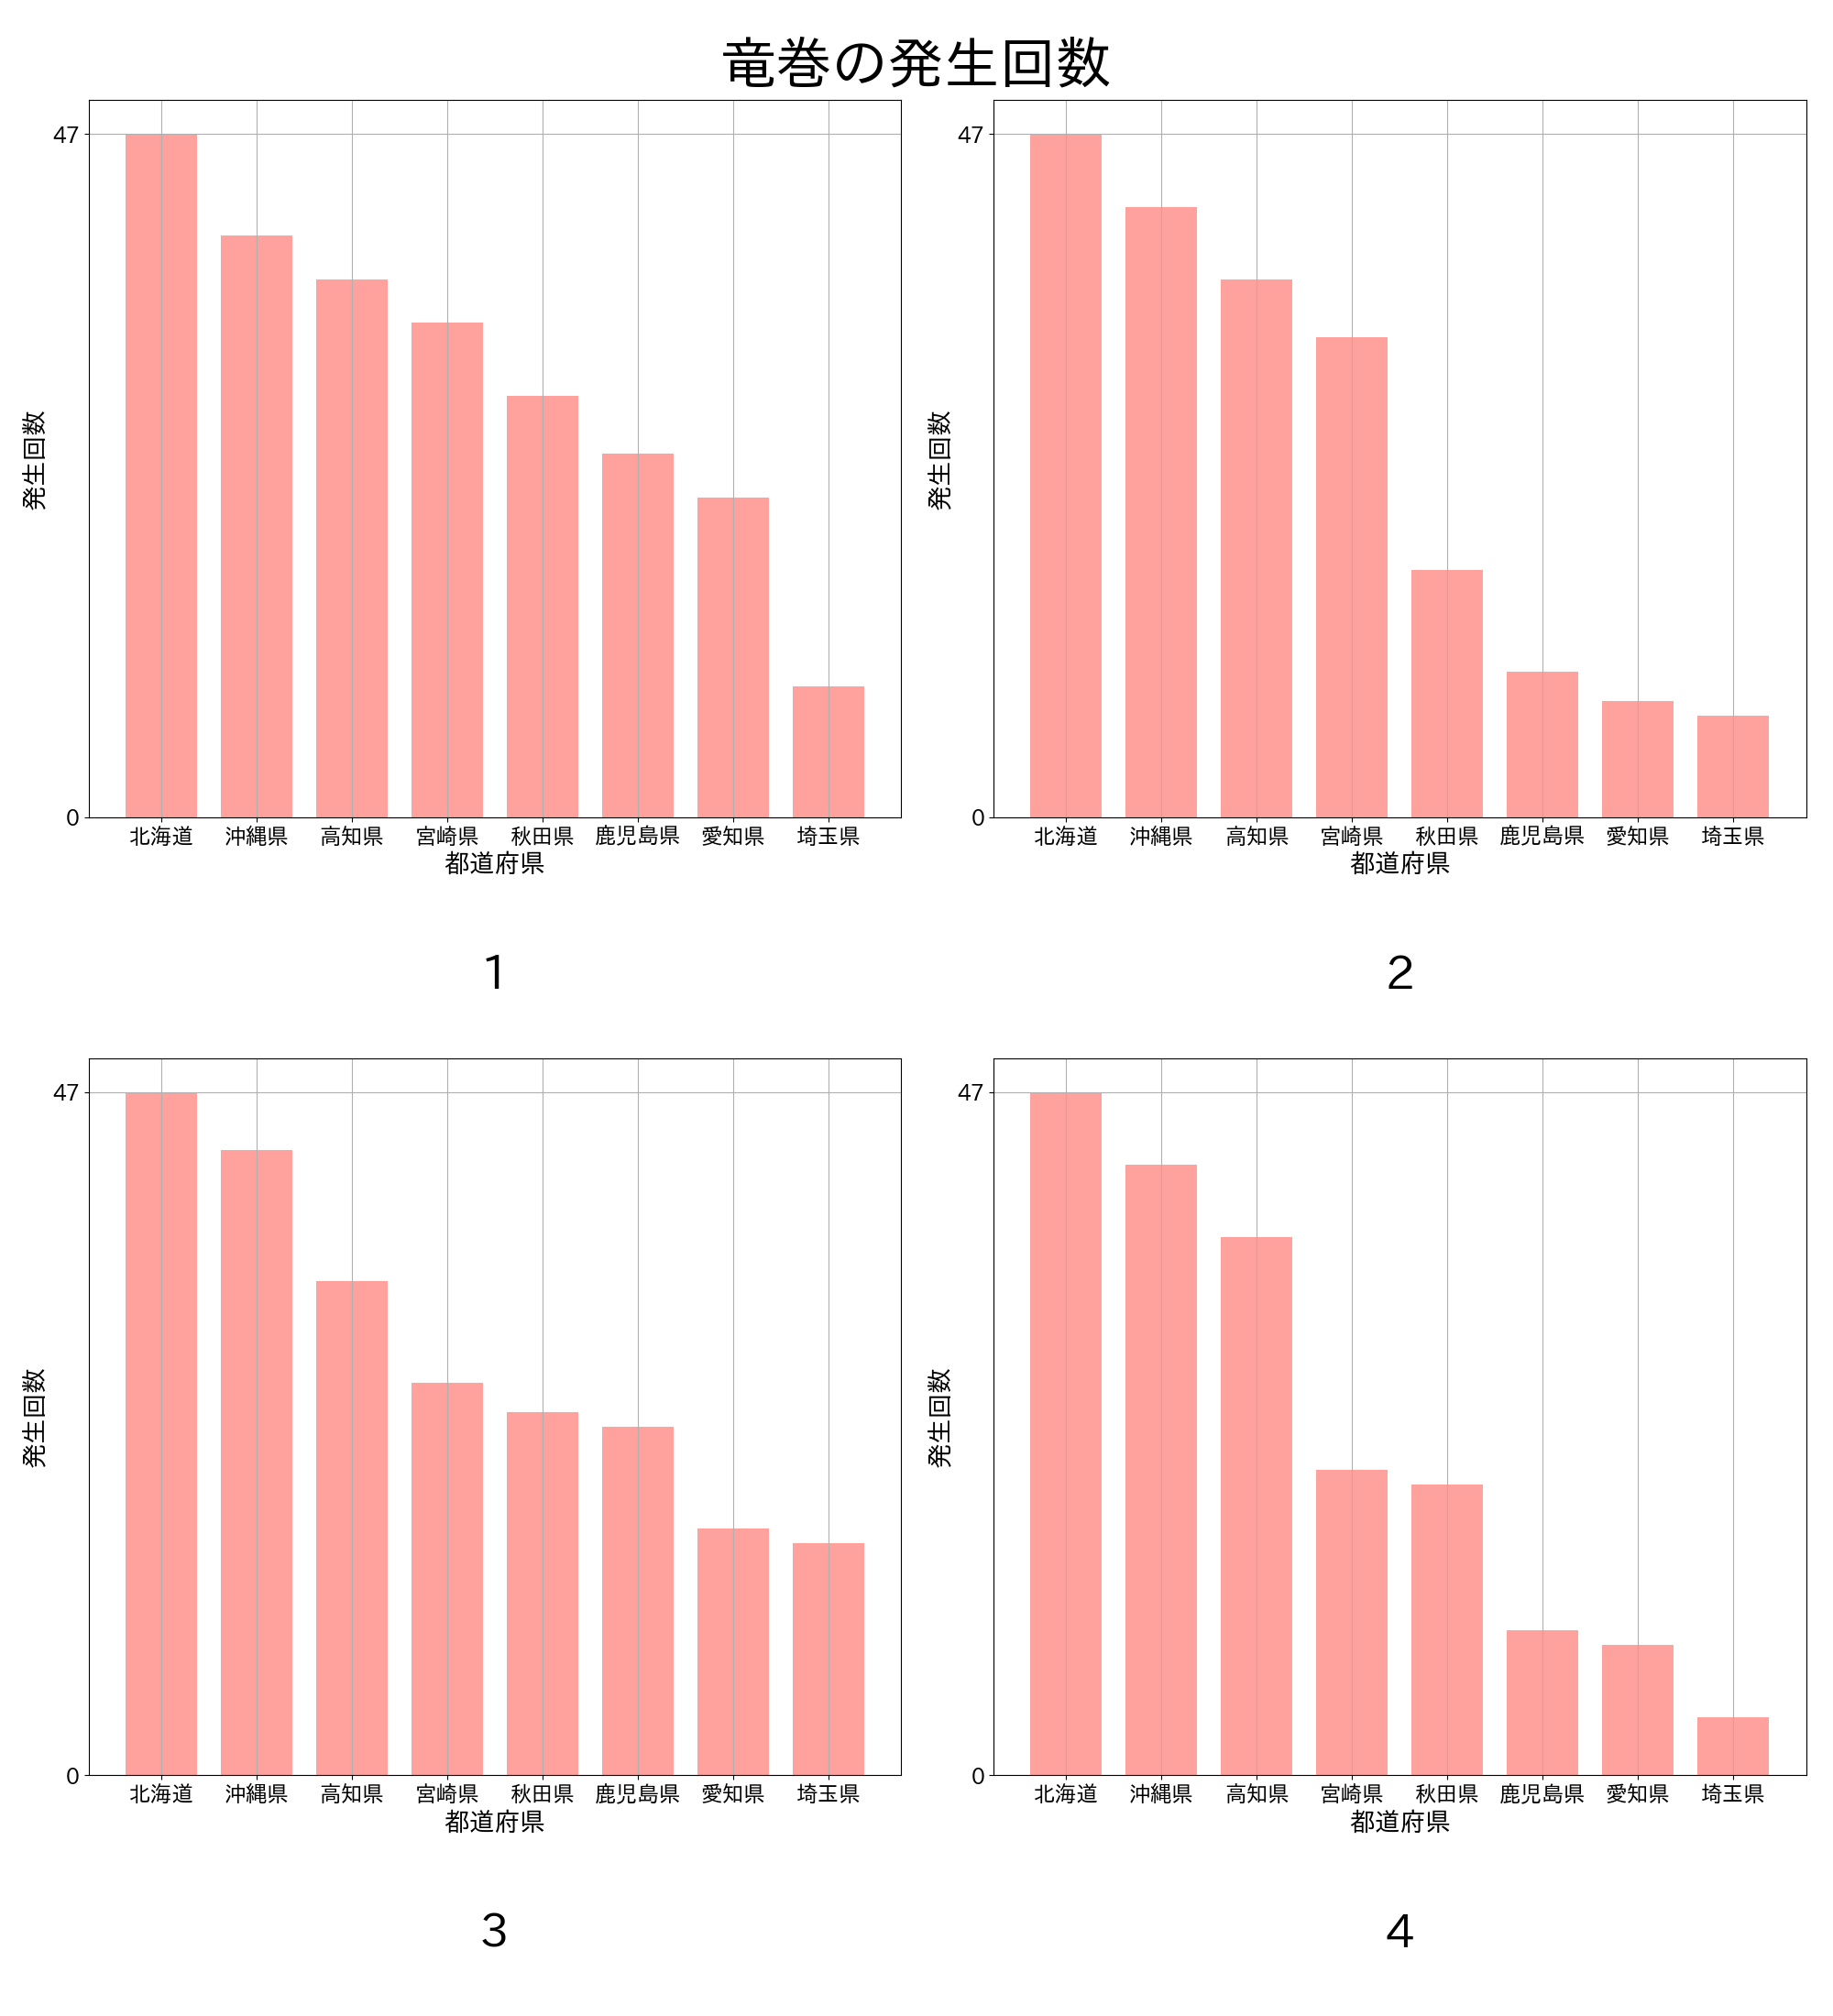 竜巻の発生回数
47
0
発生回数
北海道 沖縄県 高知県 宮崎県 秋田県 鹿児島県 愛知県 埼玉県
都道府県
1
47
0
発生回数
北海道 沖縄県 高知県 宮崎県 秋田県 鹿児島県 愛知県 埼玉県
都道府県
2
47
0
発生回数
北海道 沖縄県 高知県 宮崎県 秋田県 鹿児島県 愛知県 埼玉県
都道府県
3
47
0
発生回数
北海道 沖縄県 高知県 宮崎県 秋田県 鹿児島県 愛知県 埼玉県
都道府県
4